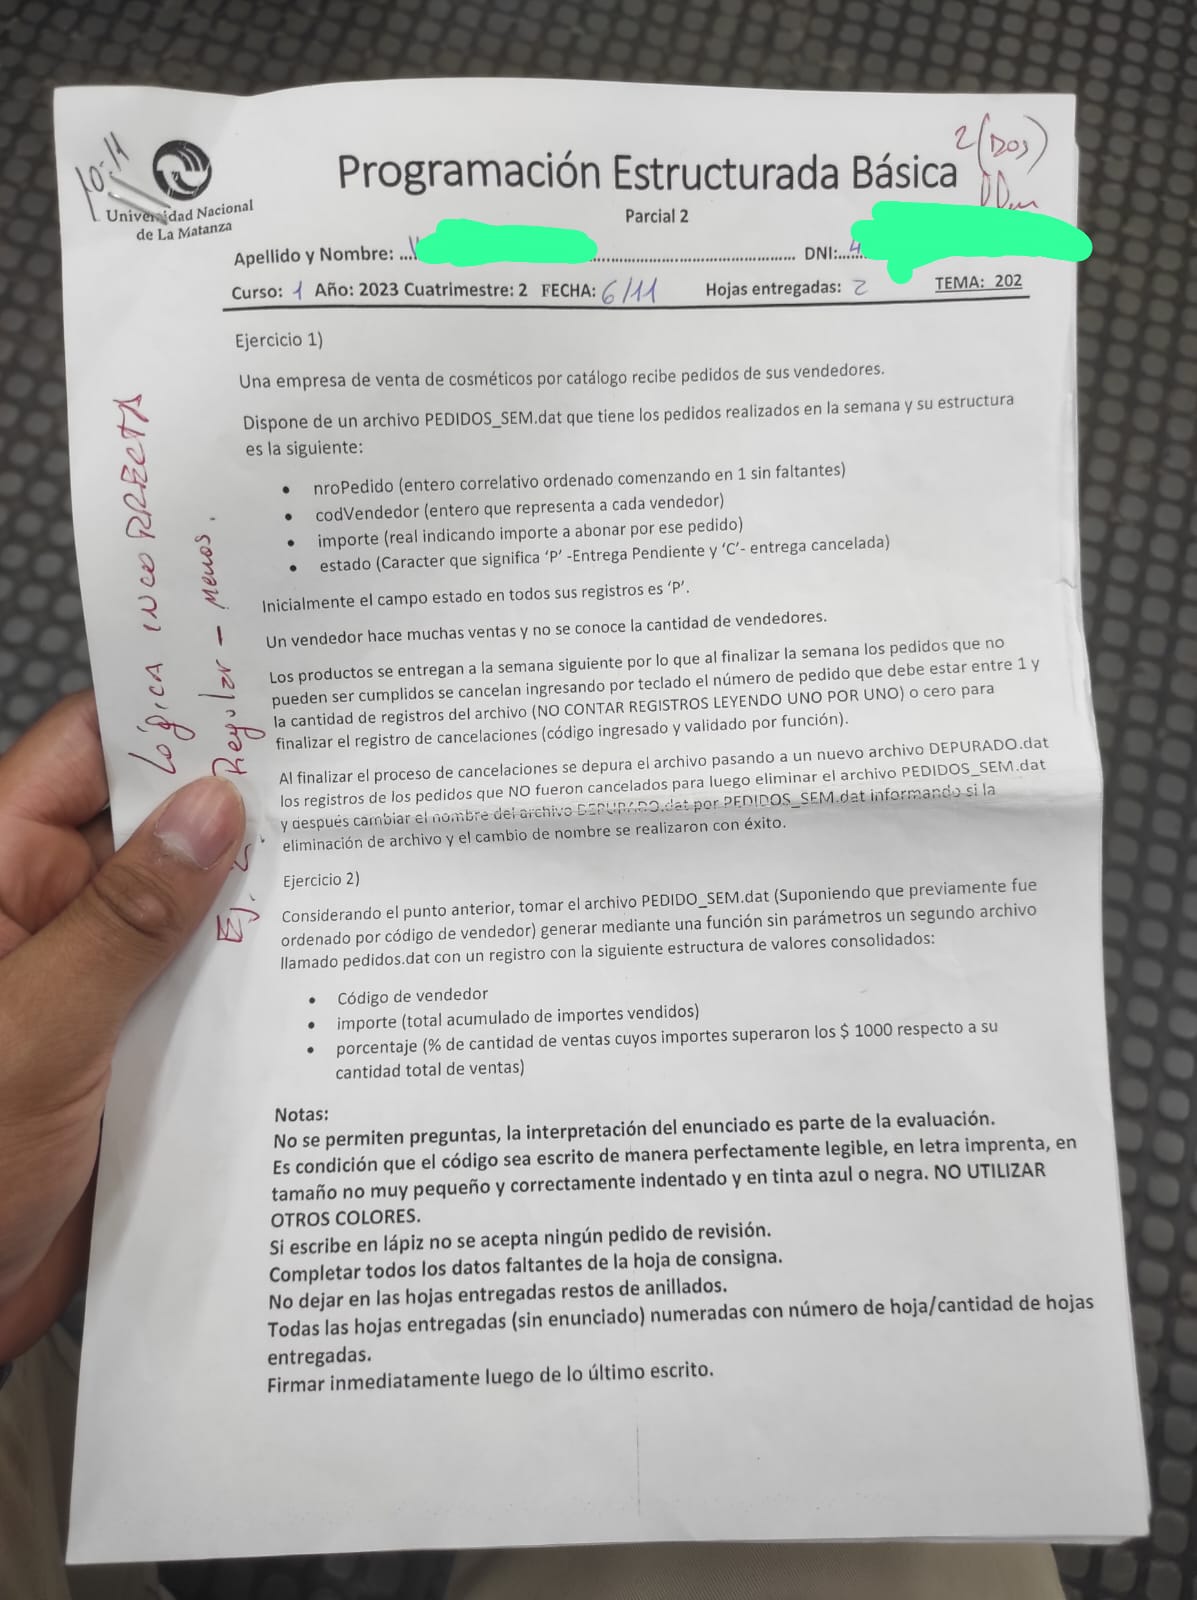 10-11
2 (DOS)
Universidad Nacional
de La Matanza
Programación Estructurada Básica
Parcial 2
Apellido y Nombre: ........ DNI:.....4
Curso: 1 Año: 2023 Cuatrimestre: 2 FECHA: 6/11 Hojas entregadas: 2 TEMA: 202
Ejercicio 1)
Una empresa de venta de cosméticos por catálogo recibe pedidos de sus vendedores.
Dispone de un archivo PEDIDOS_SEM.dat que tiene los pedidos realizados en la semana y su estructura
es la siguiente:
• nroPedido (entero correlativo ordenado comenzando en 1 sin faltantes)
• codVendedor (entero que representa a cada vendedor)
• importe (real indicando importe a abonar por ese pedido)
• estado (Caracter que significa ‘P’ -Entrega Pendiente y ‘C’- entrega cancelada)
Inicialmente el campo estado en todos sus registros es ‘P’.
Un vendedor hace muchas ventas y no se conoce la cantidad de vendedores.
Los productos se entregan a la semana siguiente por lo que al finalizar la semana los pedidos que no
pueden ser cumplidos se cancelan ingresando por teclado el número de pedido que debe estar entre 1 y
la cantidad de registros del archivo (NO CONTAR REGISTROS LEYENDO UNO POR UNO) o cero para
finalizar el registro de cancelaciones (código ingresado y validado por función).
Al finalizar el proceso de cancelaciones se depura el archivo pasando a un nuevo archivo DEPURADO.dat
los registros de los pedidos que NO fueron cancelados para luego eliminar el archivo PEDIDOS_SEM.dat
y después cambiar el nombre del archivo DEPURADO.dat por PEDIDOS_SEM.dat informando si la
eliminación de archivo y el cambio de nombre se realizaron con éxito.
Ejercicio 2)
Considerando el punto anterior, tomar el archivo PEDIDO_SEM.dat (Suponiendo que previamente fue
ordenado por código de vendedor) generar mediante una función sin parámetros un segundo archivo
llamado pedidos.dat con un registro con la siguiente estructura de valores consolidados:
• Código de vendedor
• importe (total acumulado de importes vendidos)
• porcentaje (% de cantidad de ventas cuyos importes superaron los $ 1000 respecto a su
cantidad total de ventas)
Notas:
No se permiten preguntas, la interpretación del enunciado es parte de la evaluación.
Es condición que el código sea escrito de manera perfectamente legible, en letra imprenta, en
tamaño no muy pequeño y correctamente indentado y en tinta azul o negra. NO UTILIZAR
OTROS COLORES.
Si escribe en lápiz no se acepta ningún pedido de revisión.
Completar todos los datos faltantes de la hoja de consigna.
No dejar en las hojas entregadas restos de anillados.
Todas las hojas entregadas (sin enunciado) numeradas con número de hoja/cantidad de hojas
entregadas.
Firmar inmediatamente luego de lo último escrito.
Lógica INCORRECTA
Ej. Regular - menos.